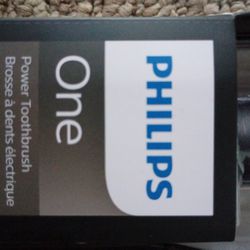 PHILIPS
One
Power Toothbrush
Brosse à dents électrique